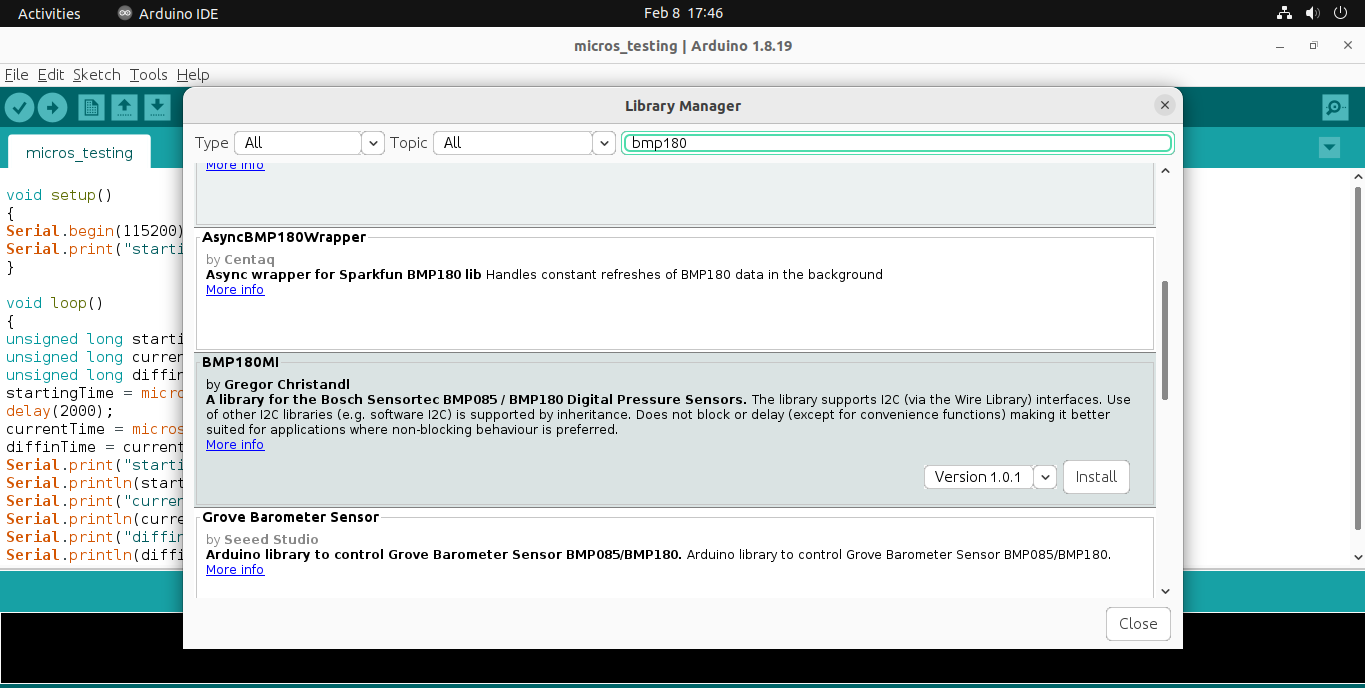 Activities
Arduino IDE
Feb 8 17:46
micros_testing | Arduino 1.8.19
File Edit Sketch Tools Help
Library Manager
Type All Topic All bmp180
micros_testing
More info
AsyncBMP180Wrapper
by Centaq
Async wrapper for Sparkfun BMP180 lib Handles constant refreshes of BMP180 data in the background
More info
BMP180MI
by Gregor Christandl
A library for the Bosch Sensortec BMP085 / BMP180 Digital Pressure Sensors. The library supports I2C (via the Wire Library) interfaces. Use
of other I2C libraries (e.g. software I2C) is supported by inheritance. Does not block or delay (except for convenience functions) making it better
suited for applications where non-blocking behaviour is preferred.
More info
Version 1.0.1 Install
Grove Barometer Sensor
by Seeed Studio
Arduino library to control Grove Barometer Sensor BMP085/BMP180. Arduino library to control Grove Barometer Sensor BMP085/BMP180.
More info
Close
void setup()
{
Serial.begin(115200)
Serial.print("starti
}
void loop()
{
unsigned long starti
unsigned long curren
unsigned long diffin
startingTime = micro
delay(2000);
currentTime = micros
diffinTime = current
Serial.print("starti
Serial.println(start
Serial.print("curren
Serial.println(curre
Serial.print("diffin
Serial.println(diffi